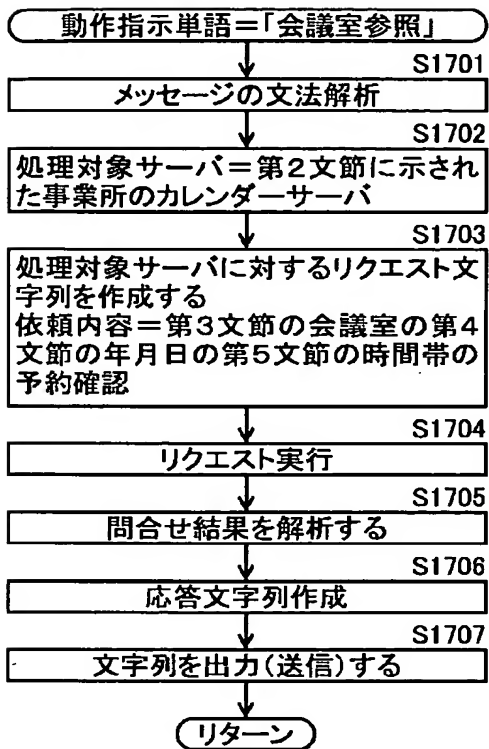 動作指示単語=「会議室参照」
S1701
メッセージの文法解析
S1702
処理対象サーバ=第2文節に示され
た事業所のカレンダーサーバ
S1703
処理対象サーバに対するリクエスト文
字列を作成する
依頼内容=第3文節の会議室の第4
文節の年月日の第5文節の時間帯の
予約確認
S1704
リクエスト実行
S1705
問合せ結果を解析する
S1706
応答文字列作成
S1707
文字列を出力(送信)する
リターン